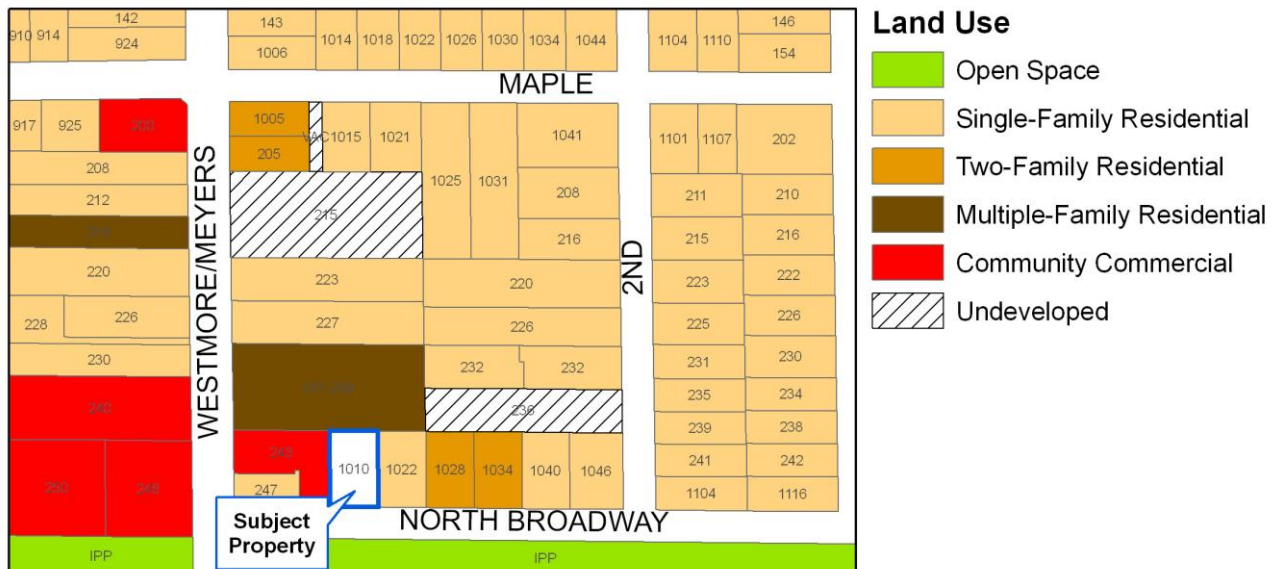 910 914 142
924
143
1006
1014 1018 1022 1026 1030 1034 1044
1104 1110
146
154
MAPLE
917 925 200
208
212
220
228 226
230
240
250
IPP
WESTMORE/MEYERS
1005
205
VAC 1015 1021
215
1025 1031
1041
208
216
223 220
227 226
232 232
236
247
1010 1022 1028 1034 1040 1046
Subject
Property
NORTH BROADWAY
IPP
2ND
1101 1107 202
211 210
215 216
223 222
225 226
231 230
235 234
239 238
241 242
1104 1116
Land Use
Open Space
Single-Family Residential
Two-Family Residential
Multiple-Family Residential
Community Commercial
Undeveloped